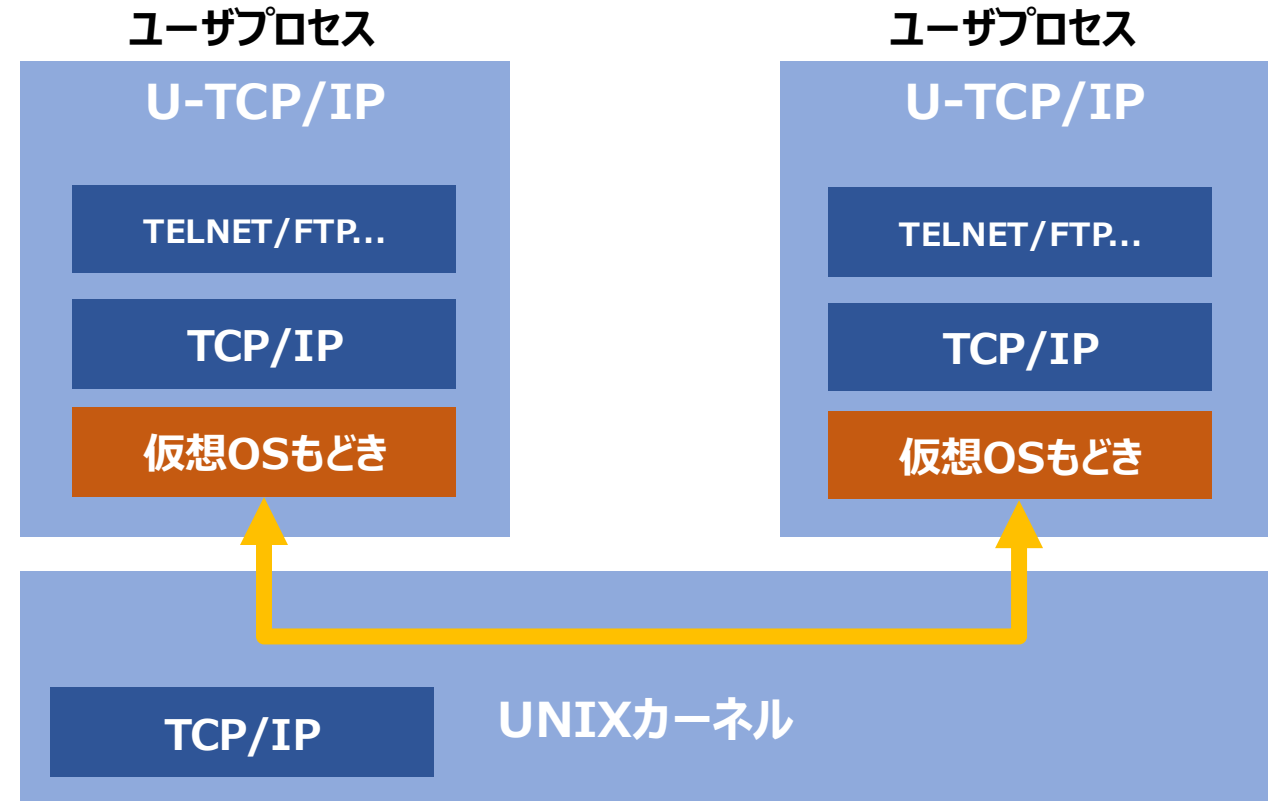 ユーザプロセス
U-TCP/IP
TELNET/FTP...
TCP/IP
仮想OSもどき
ユーザプロセス
U-TCP/IP
TELNET/FTP...
TCP/IP
仮想OSもどき
TCP/IP
UNIXカーネル